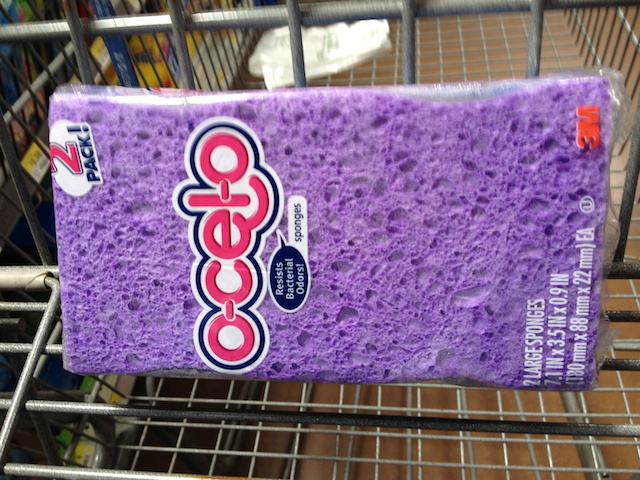 2
PACK!
o-cel-o
sponges
Resists
Bacterial
Odors!
3M
2 LARGE SPONGES
7.1 IN x 3.5 IN x 0.9 IN
(180 mm x 88 mm x 22 mm) EA
U